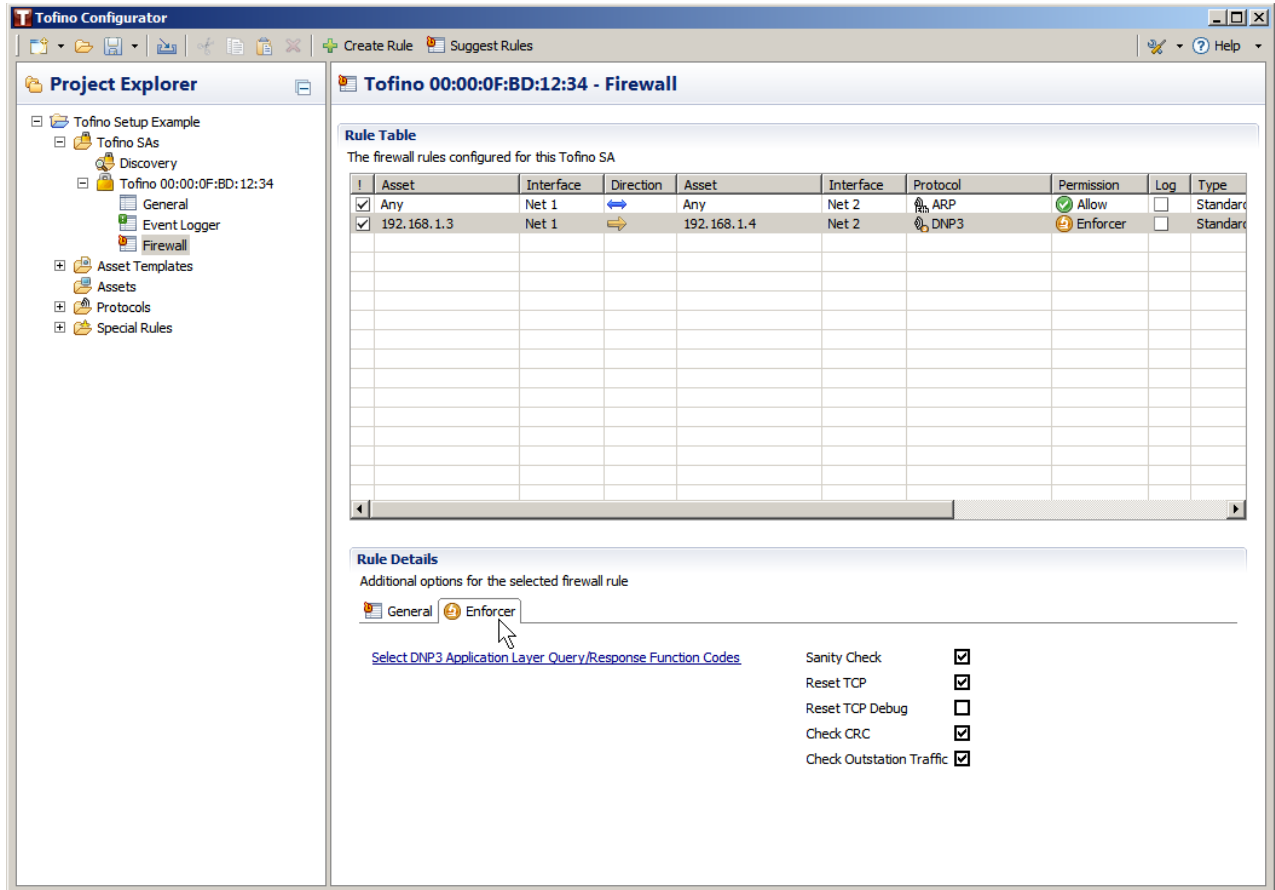 Tofino Configurator
Create Rule Suggest Rules Help
Project Explorer
Tofino Setup Example
Tofino SAs
Discovery
Tofino 00:00:0F:BD:12:34
General
Event Logger
Firewall
Asset Templates
Assets
Protocols
Special Rules
Tofino 00:00:0F:BD:12:34 - Firewall
Rule Table
The firewall rules configured for this Tofino SA
! Asset Interface Direction Asset Interface Protocol Permission Log Type
Any Net 1 Any Net 2 ARP Allow Standard
192.168.1.3 Net 1 192.168.1.4 Net 2 DNP3 Enforcer Standard
Rule Details
Additional options for the selected firewall rule
General Enforcer
Select DNP3 Application Layer Query/Response Function Codes
Sanity Check
Reset TCP
Reset TCP Debug
Check CRC
Check Outstation Traffic